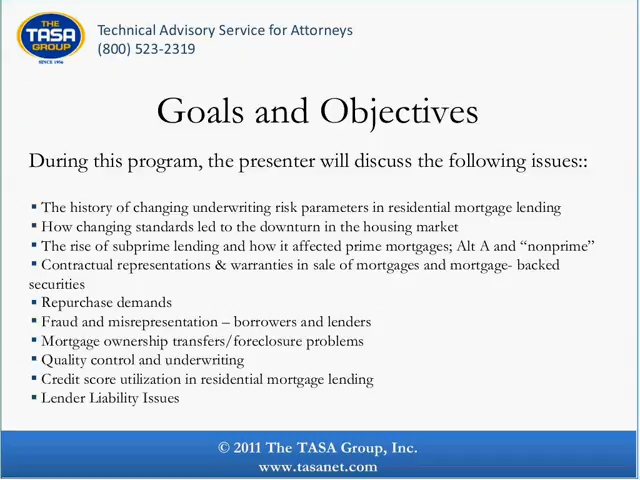 THE
TASA
GROUP
SINCE 1956
Technical Advisory Service for Attorneys
(800) 523-2319
Goals and Objectives
During this program, the presenter will discuss the following issues::
▪ The history of changing underwriting risk parameters in residential mortgage lending
▪ How changing standards led to the downturn in the housing market
▪ The rise of subprime lending and how it affected prime mortgages; Alt A and “nonprime”
▪ Contractual representations & warranties in sale of mortgages and mortgage- backed
securities
▪ Repurchase demands
▪ Fraud and misrepresentation – borrowers and lenders
▪ Mortgage ownership transfers/foreclosure problems
▪ Quality control and underwriting
▪ Credit score utilization in residential mortgage lending
▪ Lender Liability Issues
© 2011 The TASA Group, Inc.
www.tasanet.com